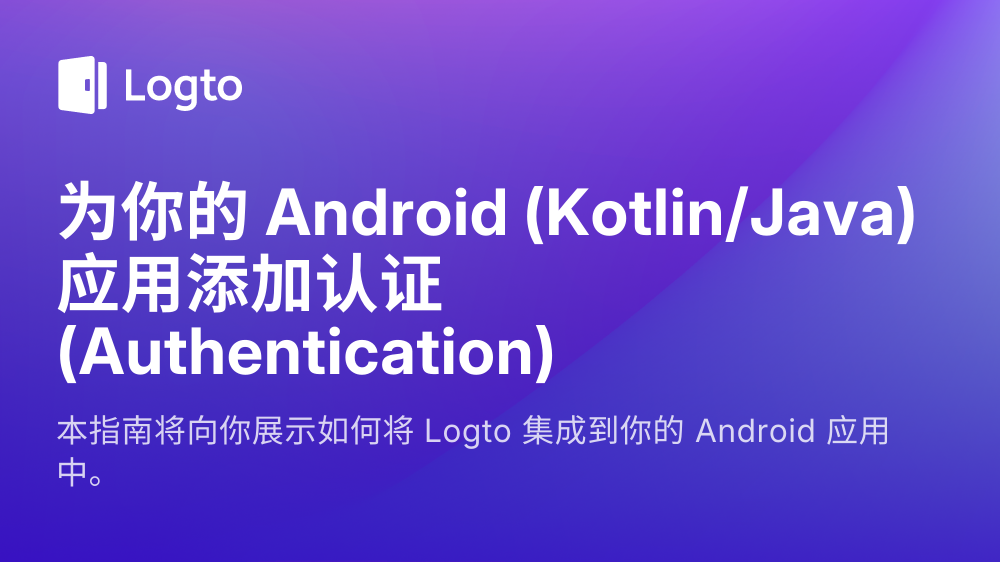 Logto
为你的 Android (Kotlin/Java)
应用添加认证
(Authentication)
本指南将向你展示如何将 Logto 集成到你的 Android 应用
中。